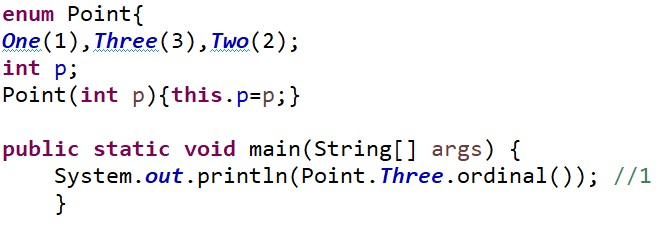 enum Point{
One(1),Three(3),Two(2);
int p;
Point(int p){this.p=p;}
public static void main(String[] args) {
System.out.println(Point.Three.ordinal()); //1
}